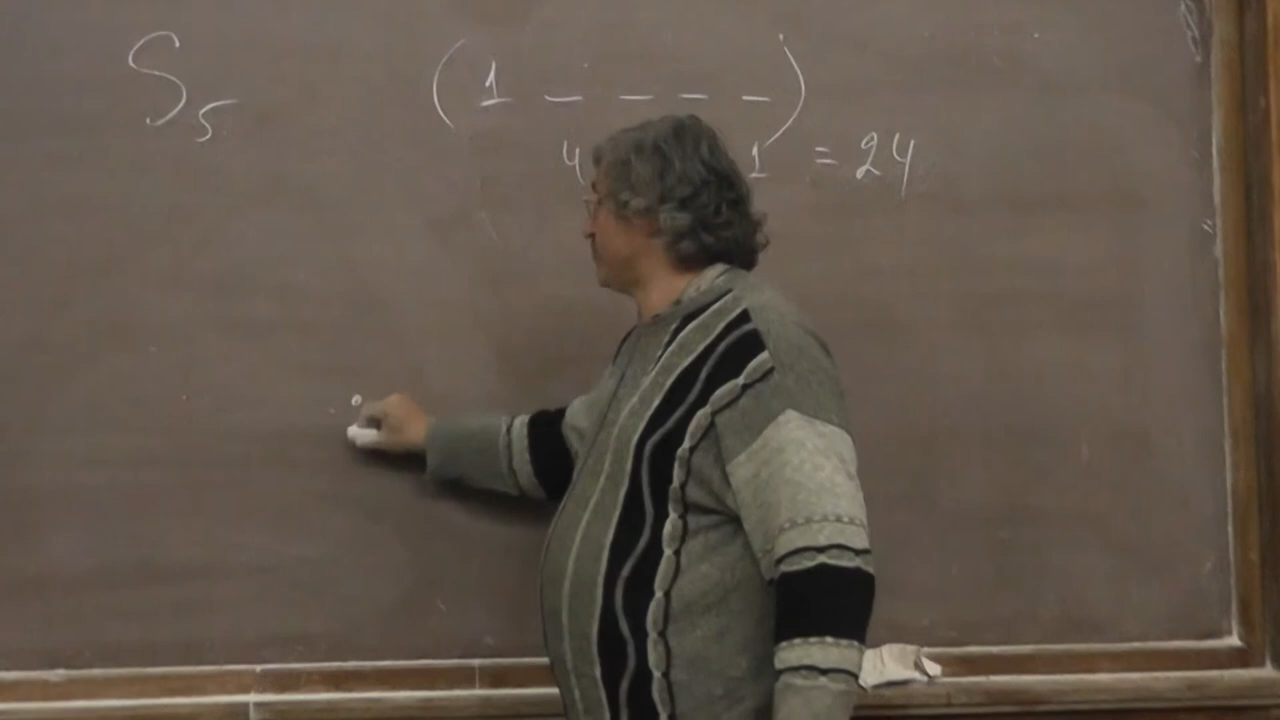 S₅ ( 1 _ _ _ _ )
4 1 = 24